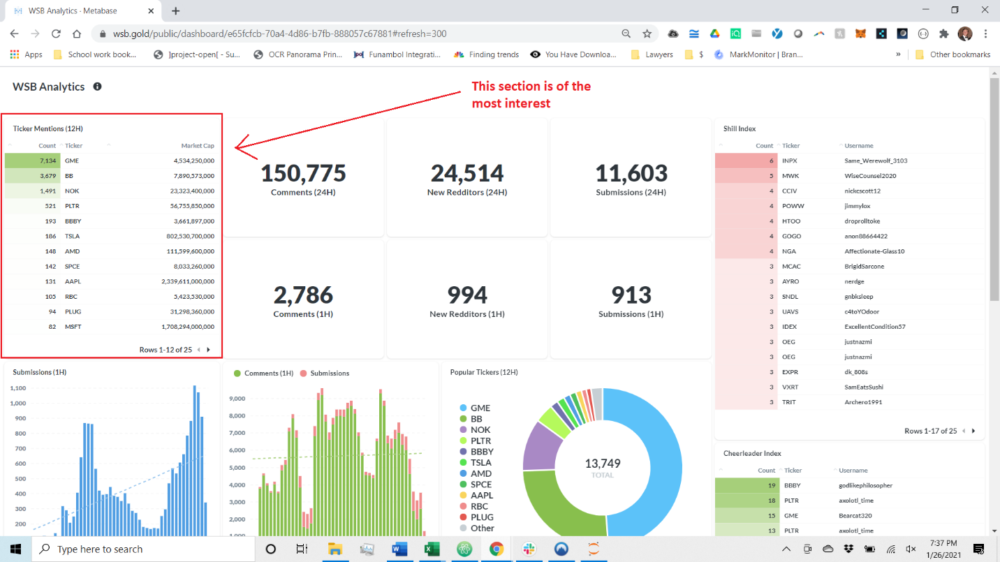 WSB Analytics - Metabase
wsb.gold/public/dashboard/e65fcfcb-70a4-4d86-b7fb-888057c67881#refresh=300
Apps School work book... ]project-open[ - Su... OCR Panorama Prin... Funambol Integrati... Finding trends You Have Downloa... Lawyers $ MarkMonitor | Bran... » Other bookmarks
WSB Analytics
This section is of the
most interest
Ticker Mentions (12H)
Count Ticker Market Cap
7,134 GME 4,534,250,000
3,679 BB 7,890,573,000
1,491 NOK 23,323,400,000
521 PLTR 56,755,850,000
193 BBBY 3,661,897,000
186 TSLA 802,530,700,000
148 AMD 111,599,600,000
142 SPCE 8,033,260,000
131 AAPL 2,339,611,000,000
105 RBC 5,423,530,000
94 PLUG 31,298,360,000
82 MSFT 1,708,294,000,000
Rows 1-12 of 25
150,775
Comments (24H)
24,514
New Redditors (24H)
11,603
Submissions (24H)
2,786
Comments (1H)
994
New Redditors (1H)
913
Submissions (1H)
Shill Index
Count Ticker Username
6 INPX Same_Werewolf_3103
5 MWK WiseCounsel2020
4 CCIV nickcscott12
4 POWW jimmylox
4 HTOO droprolltoke
4 GOGO anon88664422
4 NGA Affectionate-Glass10
3 MCAC BrigidSarcone
3 AYRO nerdge
3 SNDL gnbksleep
3 UAVS c4toYOdoor
3 IDEX ExcellentCondition57
3 OEG justnazmi
3 OEG justnazmi
3 EXPR dk_808s
3 VXRT SamEatsSushi
3 TRIT Archero1991
Rows 1-17 of 25
Submissions (1H)
1,100
1,000
900
800
700
600
500
400
300
200
Comments (1H) Submissions
9,000
8,000
7,000
6,000
5,000
4,000
3,000
2,000
1,000
Popular Tickers (12H)
GME
BB
NOK
PLTR
BBBY
TSLA
AMD
SPCE
AAPL
RBC
PLUG
Other
13,749
TOTAL
Cheerleader Index
Count Ticker Username
19 BBBY godlikephilosopher
18 PLTR axolotl_time
15 GME Bearcat320
13 PLTR axolotl_time
Type here to search
7:37 PM
1/26/2021